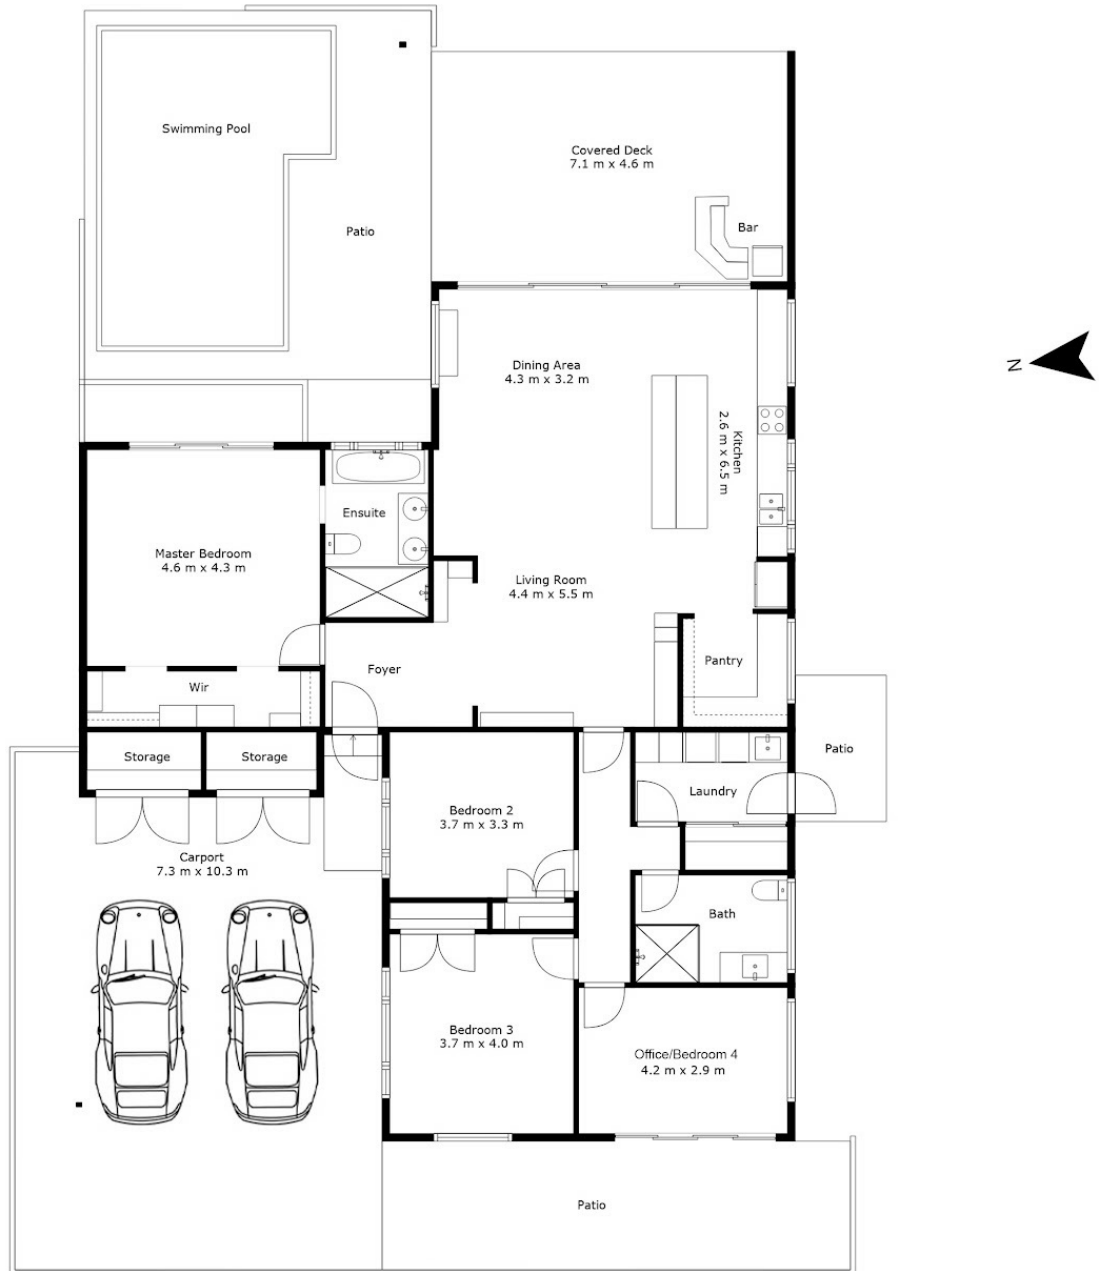 Swimming Pool
Covered Deck
7.1 m x 4.6 m
Bar
Patio
N
Dining Area
4.3 m x 3.2 m
Kitchen
2.6 m x 6.5 m
Ensuite
Master Bedroom
4.6 m x 4.3 m
Living Room
4.4 m x 5.5 m
Foyer
Pantry
Wir
Storage
Storage
Patio
Laundry
Bedroom 2
3.7 m x 3.3 m
Carport
7.3 m x 10.3 m
Bath
Bedroom 3
3.7 m x 4.0 m
Office/Bedroom 4
4.2 m x 2.9 m
Patio